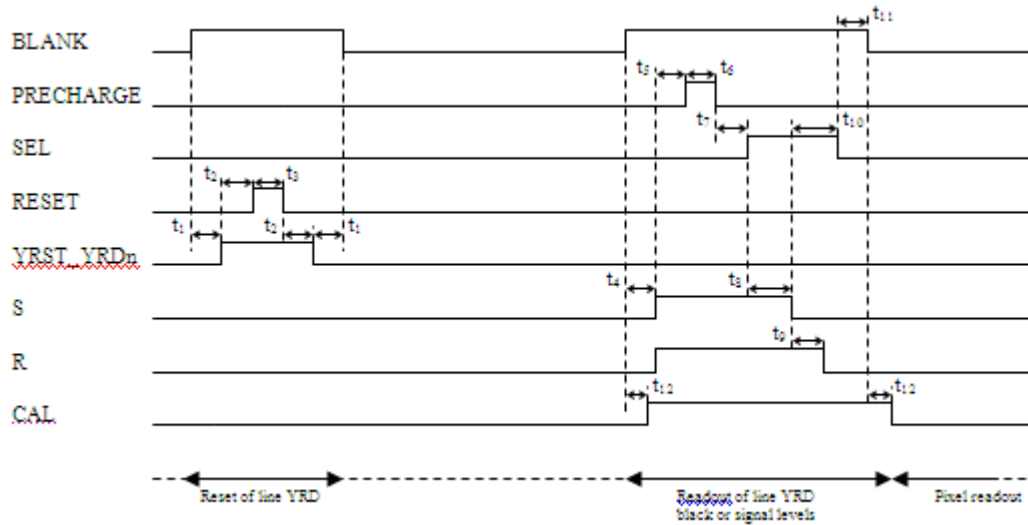 t₁₁
BLANK
t₅ t₆
PRECHARGE
t₇ t₁₀
SEL
t₂ t₃
RESET
t₁ t₂ t₁
YRST_YRDn
t₄ t₈
S
t₉
R
t₁₂ t₁₂
CAL
Reset of line YRD Readout of line YRD Pixel readout
black or signal levels